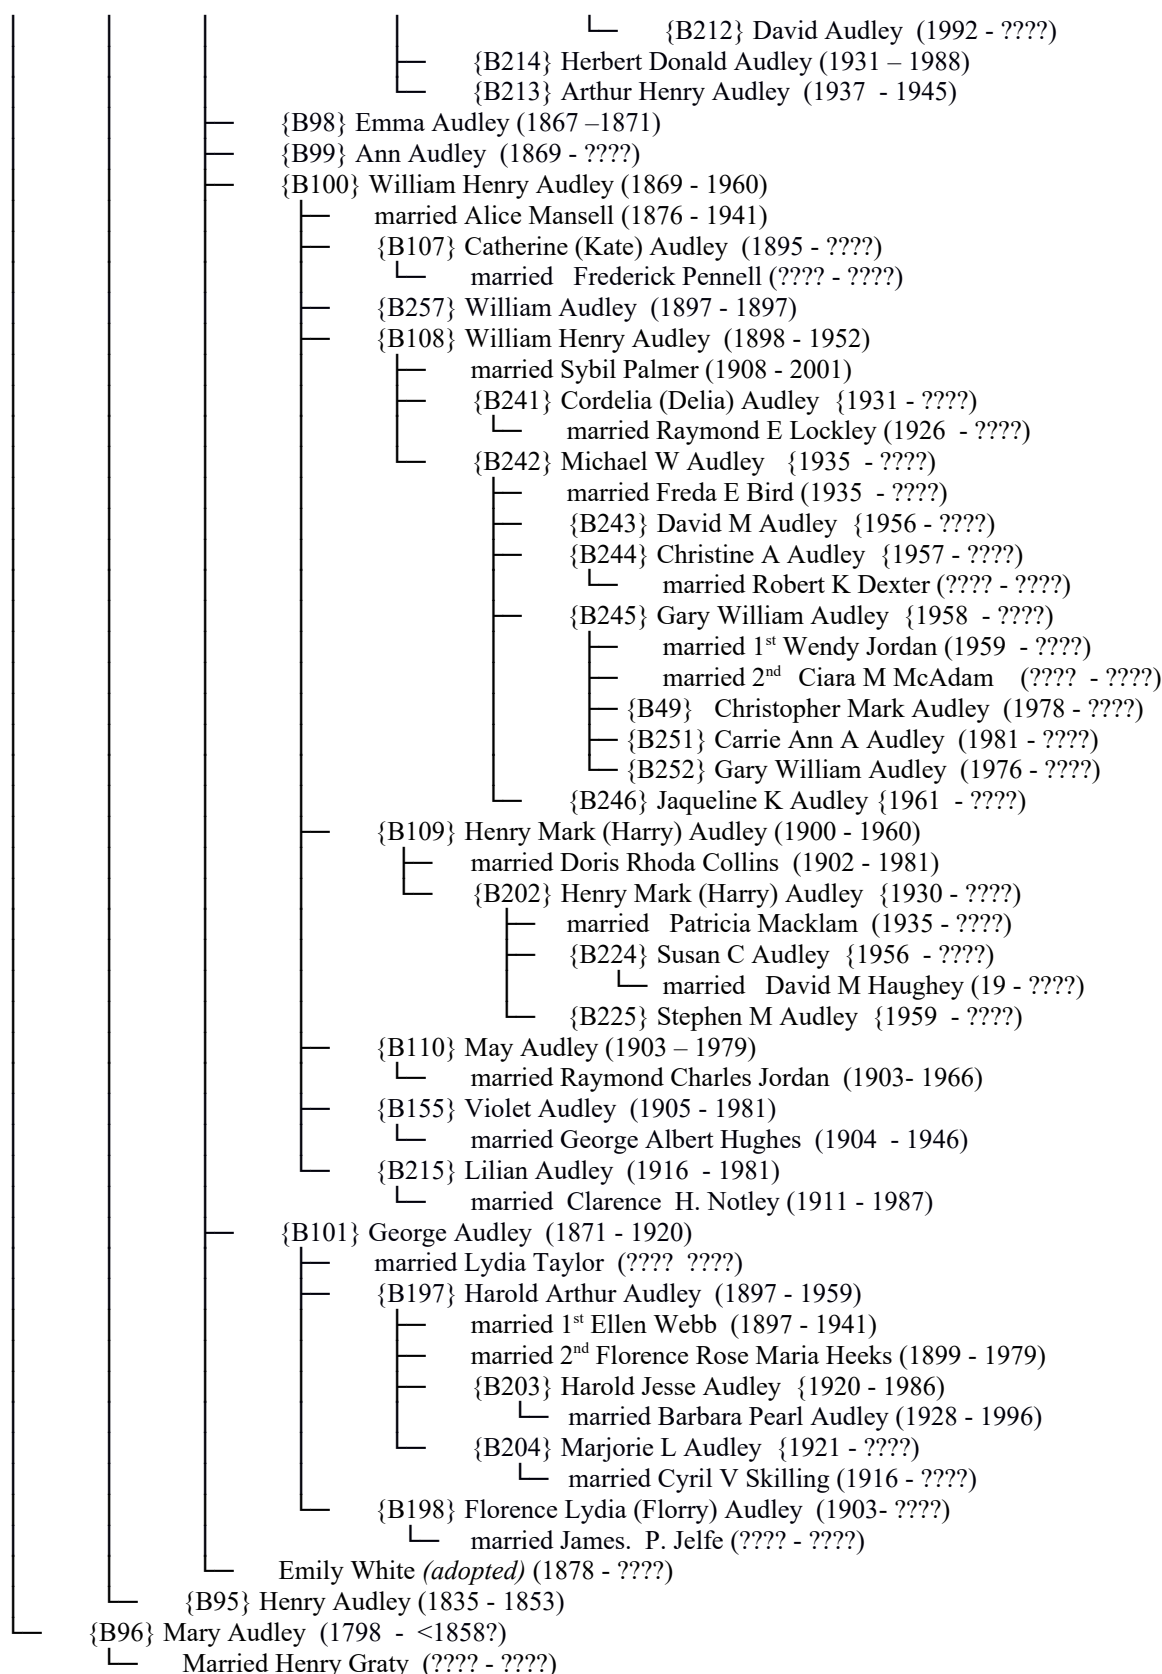 {B212} David Audley (1992 - ????)
{B214} Herbert Donald Audley (1931 – 1988)
{B213} Arthur Henry Audley (1937 - 1945)
{B98} Emma Audley (1867 –1871)
{B99} Ann Audley (1869 - ????)
{B100} William Henry Audley (1869 - 1960)
married Alice Mansell (1876 - 1941)
{B107} Catherine (Kate) Audley (1895 - ????)
married Frederick Pennell (???? - ????)
{B257} William Audley (1897 - 1897)
{B108} William Henry Audley (1898 - 1952)
married Sybil Palmer (1908 - 2001)
{B241} Cordelia (Delia) Audley {1931 - ????)
married Raymond E Lockley (1926 - ????)
{B242} Michael W Audley {1935 - ????)
married Freda E Bird (1935 - ????)
{B243} David M Audley {1956 - ????)
{B244} Christine A Audley {1957 - ????)
married Robert K Dexter (???? - ????)
{B245} Gary William Audley {1958 - ????)
married 1st Wendy Jordan (1959 - ????)
married 2nd Ciara M McAdam (???? - ????)
{B49} Christopher Mark Audley (1978 - ????)
{B251} Carrie Ann A Audley (1981 - ????)
{B252} Gary William Audley (1976 - ????)
{B246} Jaqueline K Audley {1961 - ????)
{B109} Henry Mark (Harry) Audley (1900 - 1960)
married Doris Rhoda Collins (1902 - 1981)
{B202} Henry Mark (Harry) Audley {1930 - ????)
married Patricia Macklam (1935 - ????)
{B224} Susan C Audley {1956 - ????)
married David M Haughey (19 - ????)
{B225} Stephen M Audley {1959 - ????)
{B110} May Audley (1903 – 1979)
married Raymond Charles Jordan (1903- 1966)
{B155} Violet Audley (1905 - 1981)
married George Albert Hughes (1904 - 1946)
{B215} Lilian Audley (1916 - 1981)
married Clarence H. Notley (1911 - 1987)
{B101} George Audley (1871 - 1920)
married Lydia Taylor (???? ????)
{B197} Harold Arthur Audley (1897 - 1959)
married 1st Ellen Webb (1897 - 1941)
married 2nd Florence Rose Maria Heeks (1899 - 1979)
{B203} Harold Jesse Audley {1920 - 1986)
married Barbara Pearl Audley (1928 - 1996)
{B204} Marjorie L Audley {1921 - ????)
married Cyril V Skilling (1916 - ????)
{B198} Florence Lydia (Florry) Audley (1903- ????)
married James. P. Jelfe (???? - ????)
Emily White (adopted) (1878 - ????)
{B95} Henry Audley (1835 - 1853)
{B96} Mary Audley (1798 - <1858?)
Married Henry Graty (???? - ????)